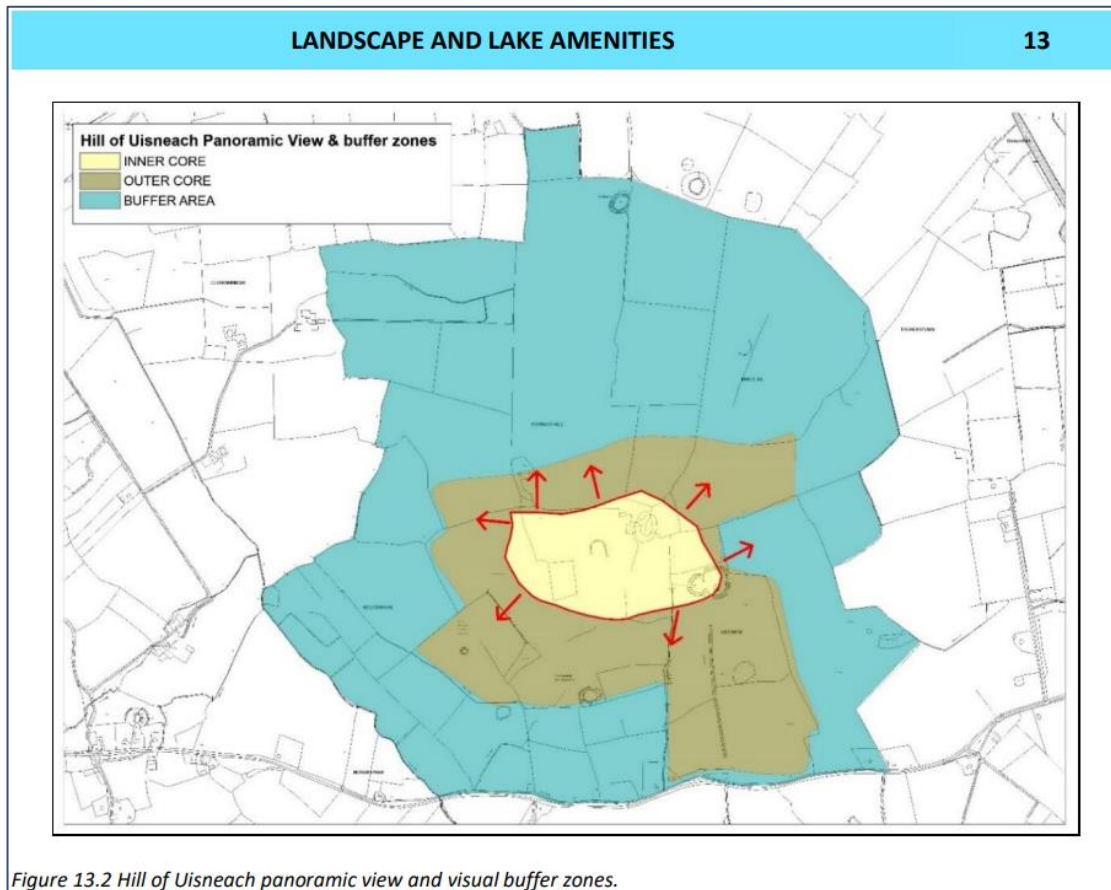 LANDSCAPE AND LAKE AMENITIES 13
Hill of Uisneach Panoramic View & buffer zones
INNER CORE
OUTER CORE
BUFFER AREA
Figure 13.2 Hill of Uisneach panoramic view and visual buffer zones.